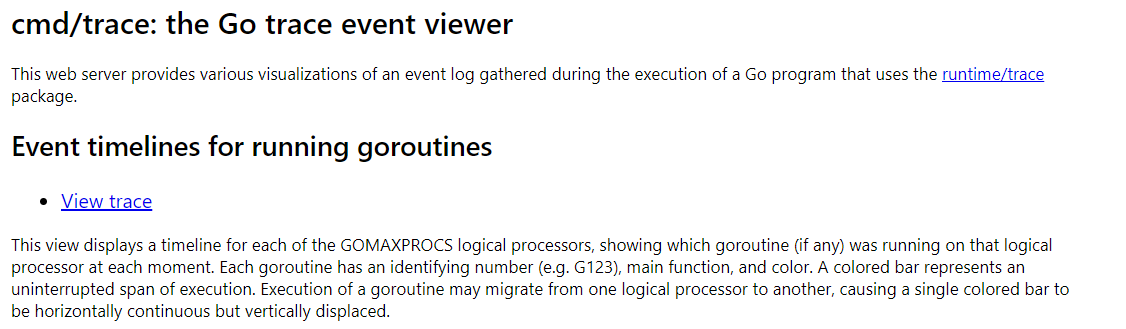 cmd/trace: the Go trace event viewer
This web server provides various visualizations of an event log gathered during the execution of a Go program that uses the runtime/trace
package.
Event timelines for running goroutines
• View trace
This view displays a timeline for each of the GOMAXPROCS logical processors, showing which goroutine (if any) was running on that logical
processor at each moment. Each goroutine has an identifying number (e.g. G123), main function, and color. A colored bar represents an
uninterrupted span of execution. Execution of a goroutine may migrate from one logical processor to another, causing a single colored bar to
be horizontally continuous but vertically displaced.